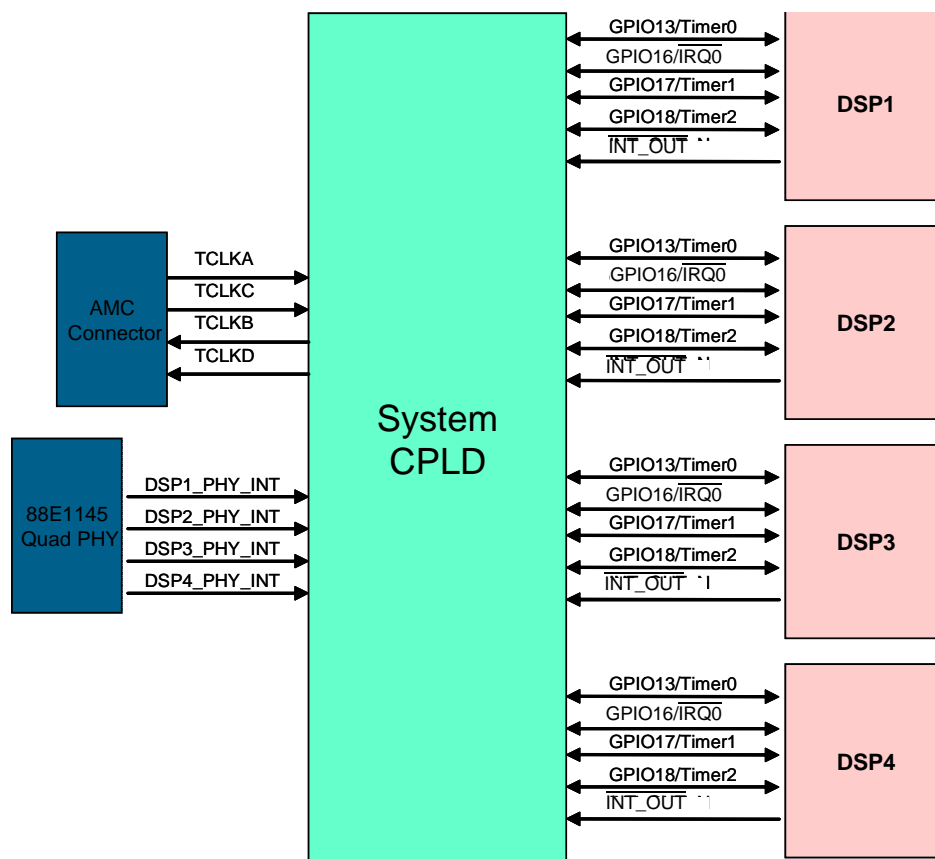 GPIO13/Timer0
GPIO16/IRQ0
GPIO17/Timer1
GPIO18/Timer2
INT_OUT
DSP1
TCLKA
TCLKC
TCLKB
TCLKD
AMC
Connector
GPIO13/Timer0
GPIO16/IRQ0
GPIO17/Timer1
GPIO18/Timer2
INT_OUT
DSP2
System
CPLD
88E1145
Quad PHY
DSP1_PHY_INT
DSP2_PHY_INT
DSP3_PHY_INT
DSP4_PHY_INT
GPIO13/Timer0
GPIO16/IRQ0
GPIO17/Timer1
GPIO18/Timer2
INT_OUT
DSP3
GPIO13/Timer0
GPIO16/IRQ0
GPIO17/Timer1
GPIO18/Timer2
INT_OUT
DSP4